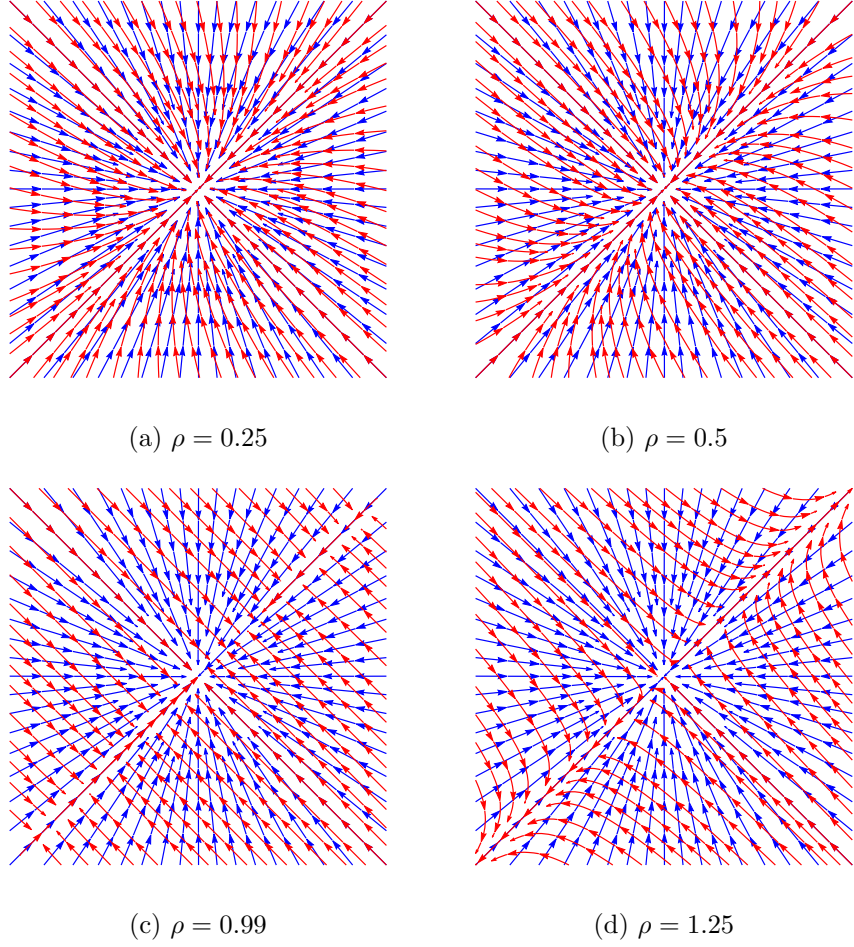 (a) ρ = 0.25
(b) ρ = 0.5
(c) ρ = 0.99
(d) ρ = 1.25